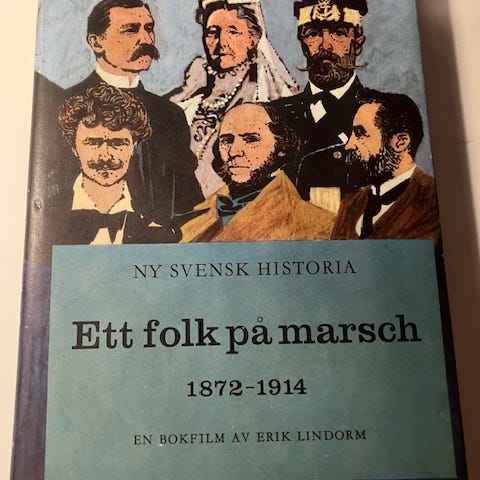 NY SVENSK HISTORIA
Ett folk på marsch
1872-1914
EN BOKFILM AV ERIK LINDORM